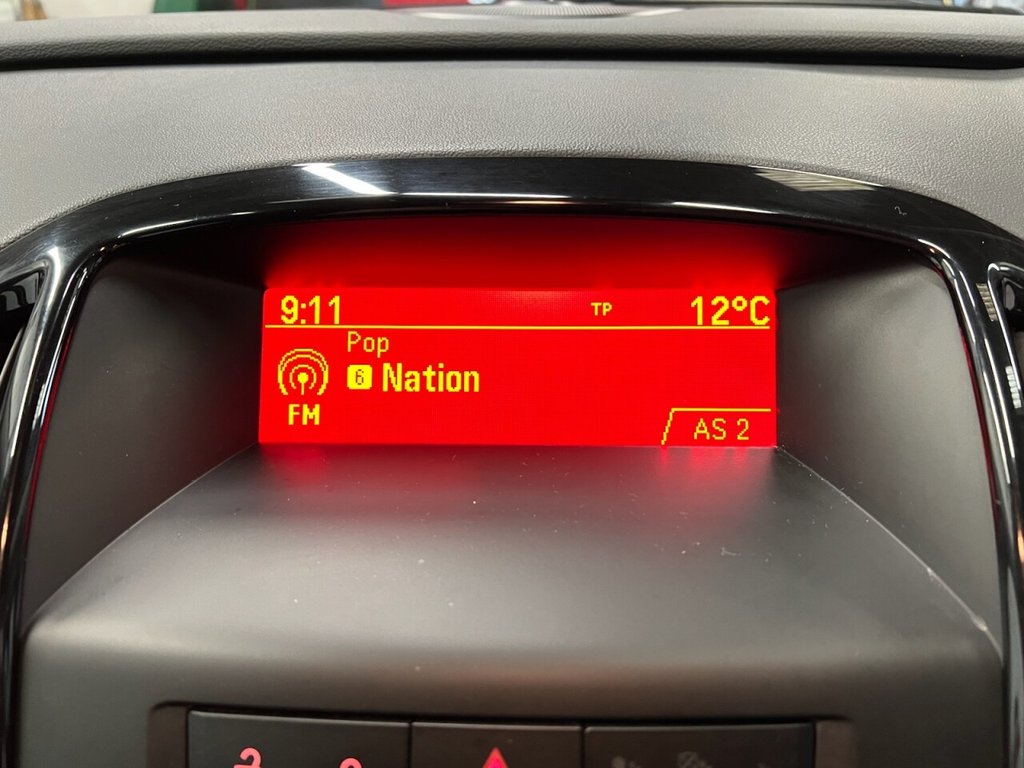 9:11 TP 12°C
Pop
6 Nation
FM
AS 2